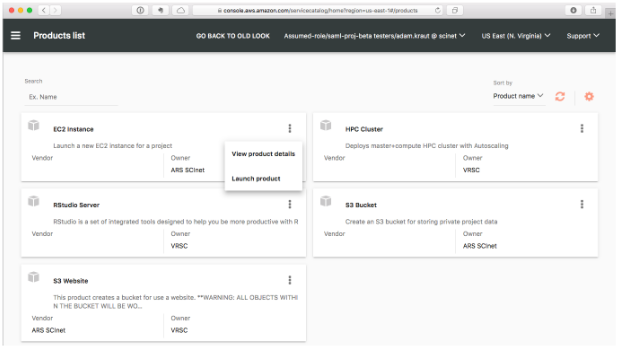 console.aws.amazon.com/servicecatalog/home?region=us-east-1#/products
Products list
GO BACK TO OLD LOOK
Assumed-role/saml-proj-beta testers/adam.kraut @ scinet
US East (N. Virginia)
Support
Search
Ex. Name
Sort by
Product name
EC2 Instance
Launch a new EC2 instance for a project
Vendor
Owner
ARS SCInet
View product details
Launch product
HPC Cluster
Deploys master+compute HPC cluster with Autoscaling
Vendor
Owner
VRSC
RStudio Server
RStudio is a set of integrated tools designed to help you be more productive with R
Vendor
Owner
VRSC
S3 Bucket
Create an S3 bucket for storing private project data
Vendor
Owner
ARS SCInet
S3 Website
This product creates a bucket for use a website. **WARNING: ALL OBJECTS WITHI
N THE BUCKET WILL BE WO...
Vendor
ARS SCInet
Owner
VRSC